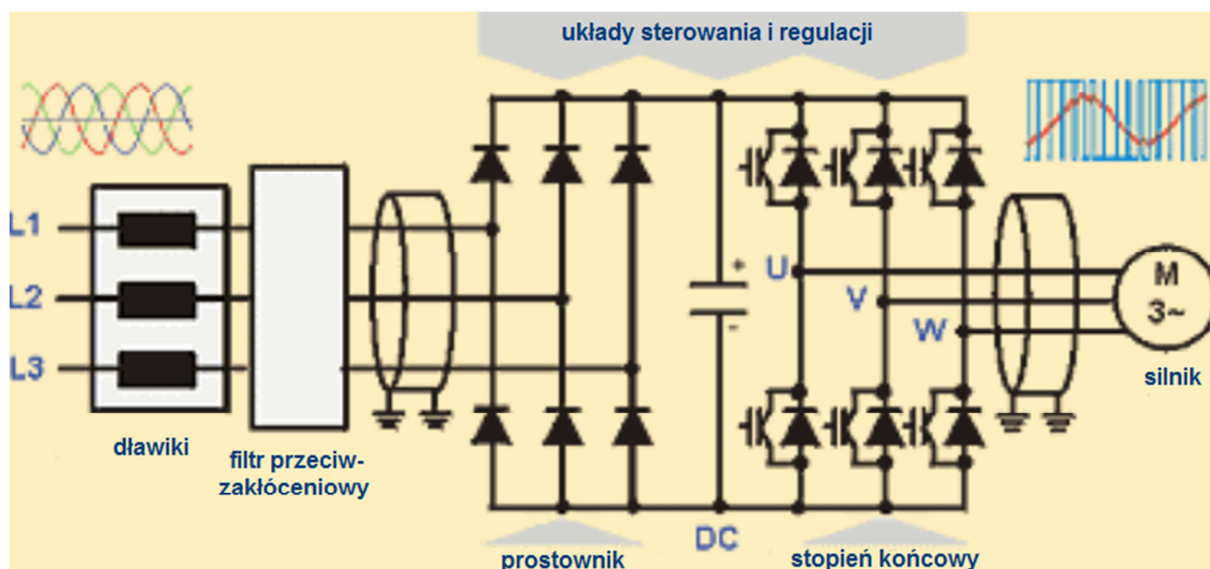 układy sterowania i regulacji
L1
L2
L3
dławiki
filtr przeciw-
zakłóceniowy
+
-
U
V
W
M
3~
silnik
DC
prostownik
stopień końcowy